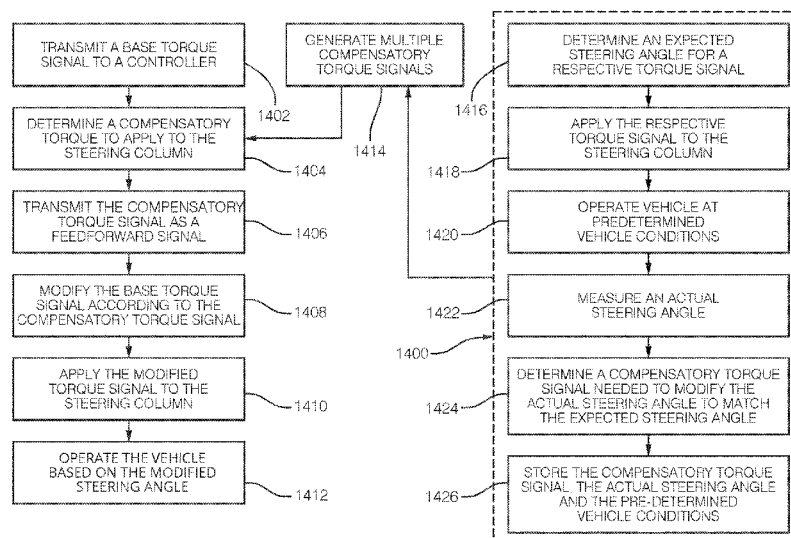 TRANSMIT A BASE TORQUE
SIGNAL TO A CONTROLLER
1402
DETERMINE A COMPENSATORY
TORQUE TO APPLY TO THE
STEERING COLUMN
1404
TRANSMIT THE COMPENSATORY
TORQUE SIGNAL AS A
FEEDFORWARD SIGNAL
1406
MODIFY THE BASE TORQUE
SIGNAL ACCORDING TO THE
COMPENSATORY TORQUE SIGNAL
1408
APPLY THE MODIFIED
TORQUE SIGNAL TO THE
STEERING COLUMN
1410
OPERATE THE VEHICLE
BASED ON THE MODIFIED
STEERING ANGLE
1412
GENERATE MULTIPLE
COMPENSATORY
TORQUE SIGNALS
1414
1400
DETERMINE AN EXPECTED
STEERING ANGLE FOR A
RESPECTIVE TORQUE SIGNAL
1416
APPLY THE RESPECTIVE
TORQUE SIGNAL TO THE
STEERING COLUMN
1418
OPERATE VEHICLE AT
PREDETERMINED
VEHICLE CONDITIONS
1420
MEASURE AN ACTUAL
STEERING ANGLE
1422
DETERMINE A COMPENSATORY TORQUE
SIGNAL NEEDED TO MODIFY THE
ACTUAL STEERING ANGLE TO MATCH
THE EXPECTED STEERING ANGLE
1424
STORE THE COMPENSATORY TORQUE
SIGNAL, THE ACTUAL STEERING ANGLE
AND THE PRE-DETERMINED
VEHICLE CONDITIONS
1426